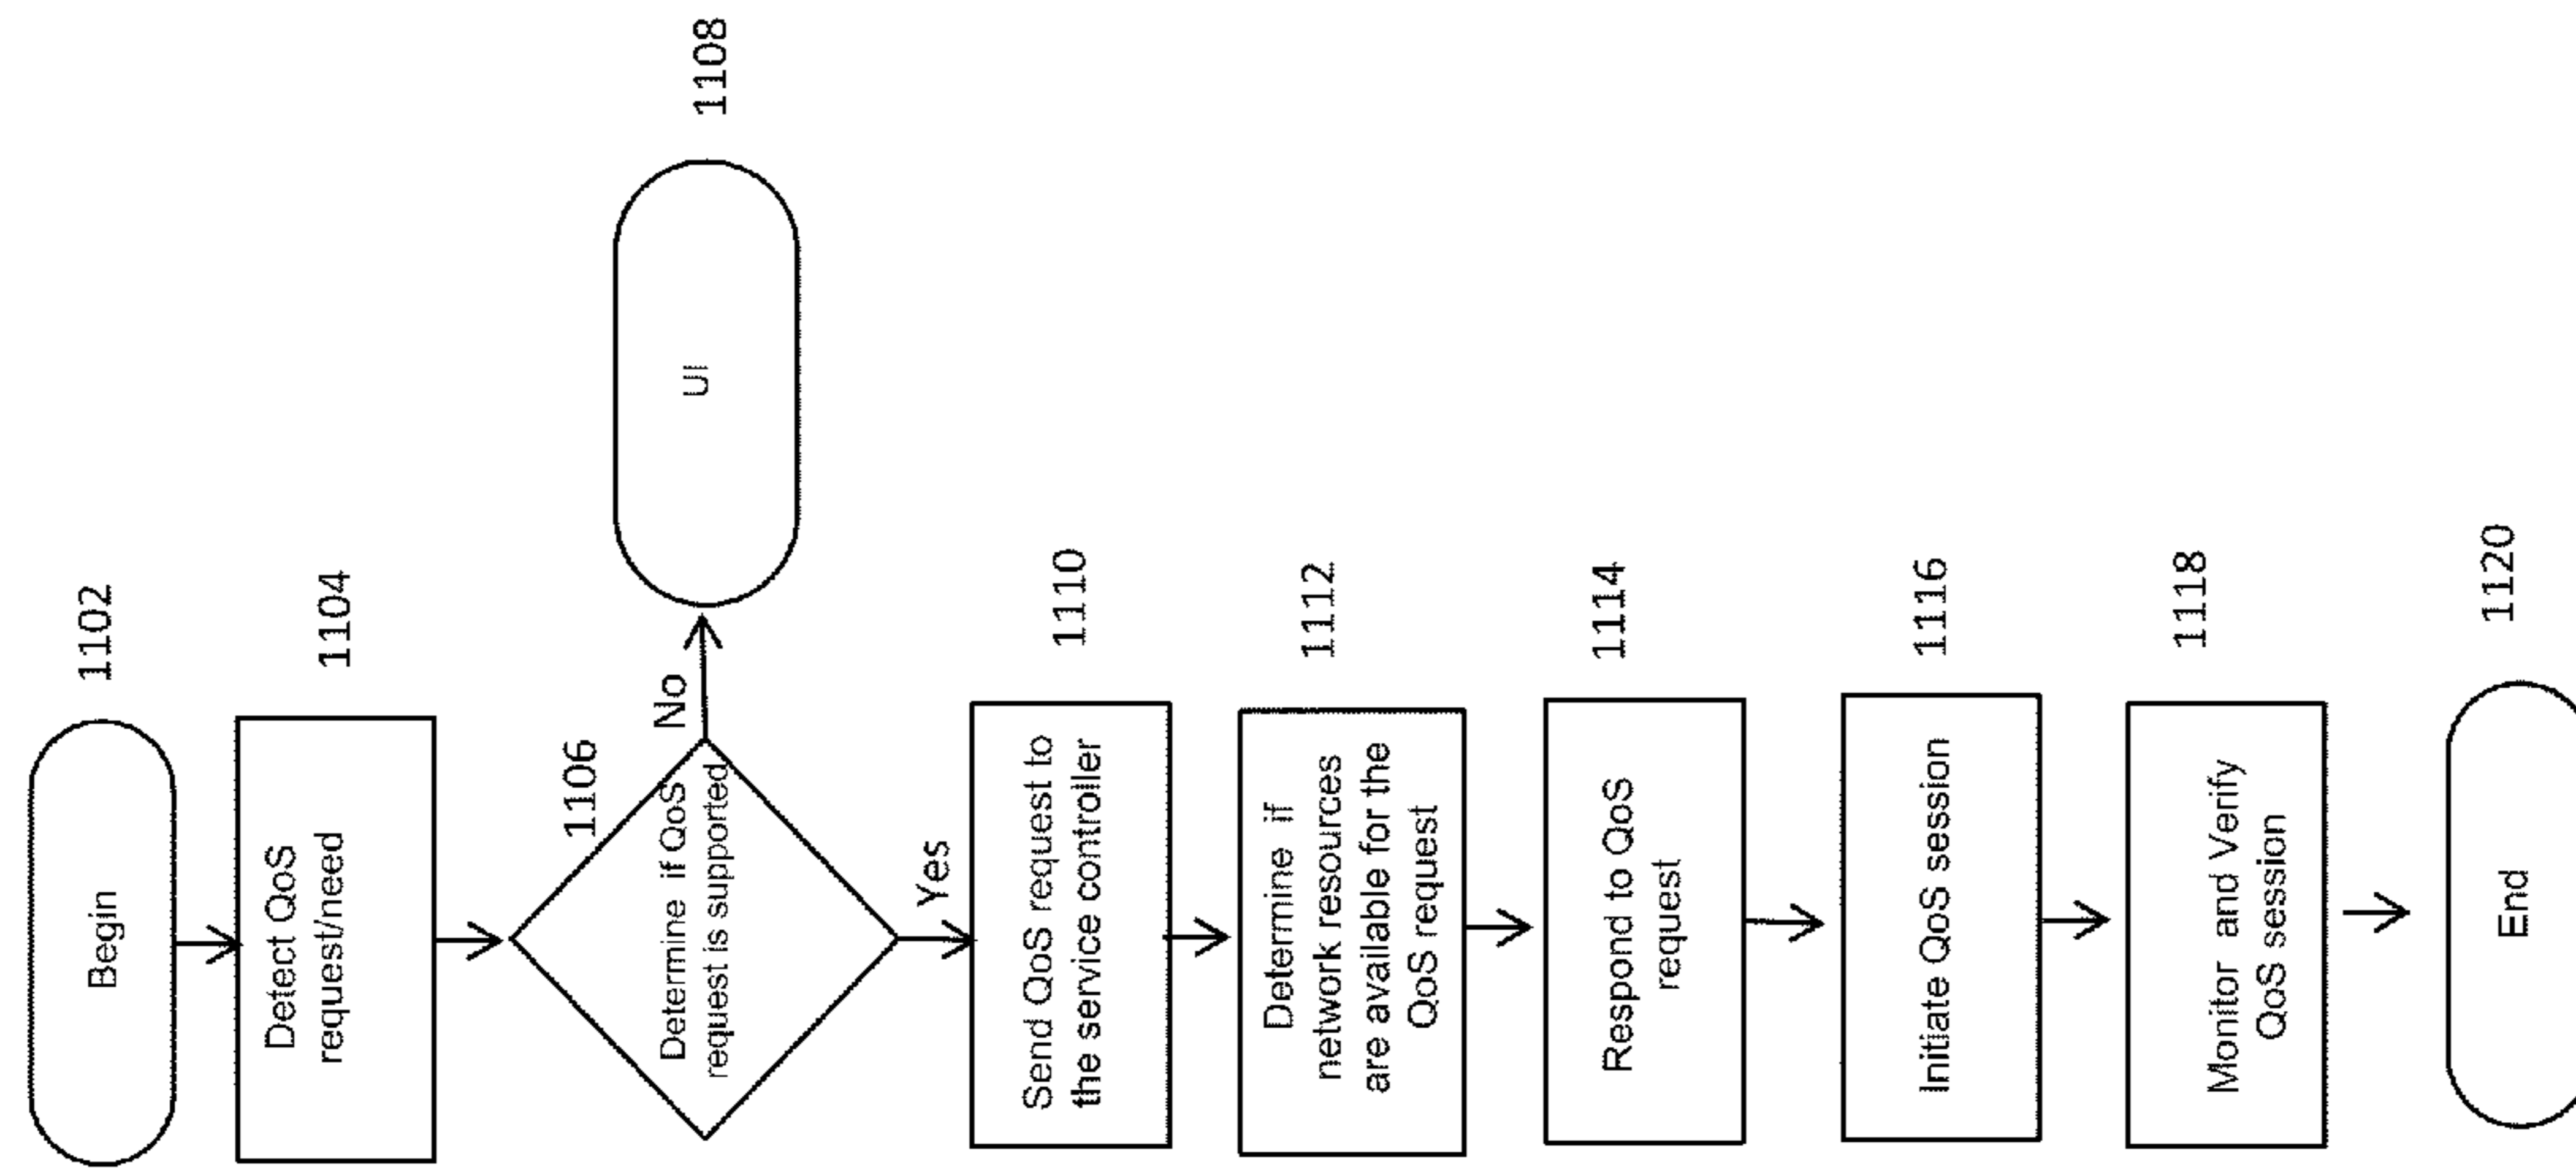 Begin
1102
Detect QoS
request/need
1104
1106
Determine if QoS
request is supported
No
UI
1108
Yes
Send QoS request to
the service controller
1110
Determine if
network resources
are available for the
QoS request
1112
Respond to QoS
request
1114
Initiate QoS session
1116
Monitor and Verify
QoS session
1118
End
1120